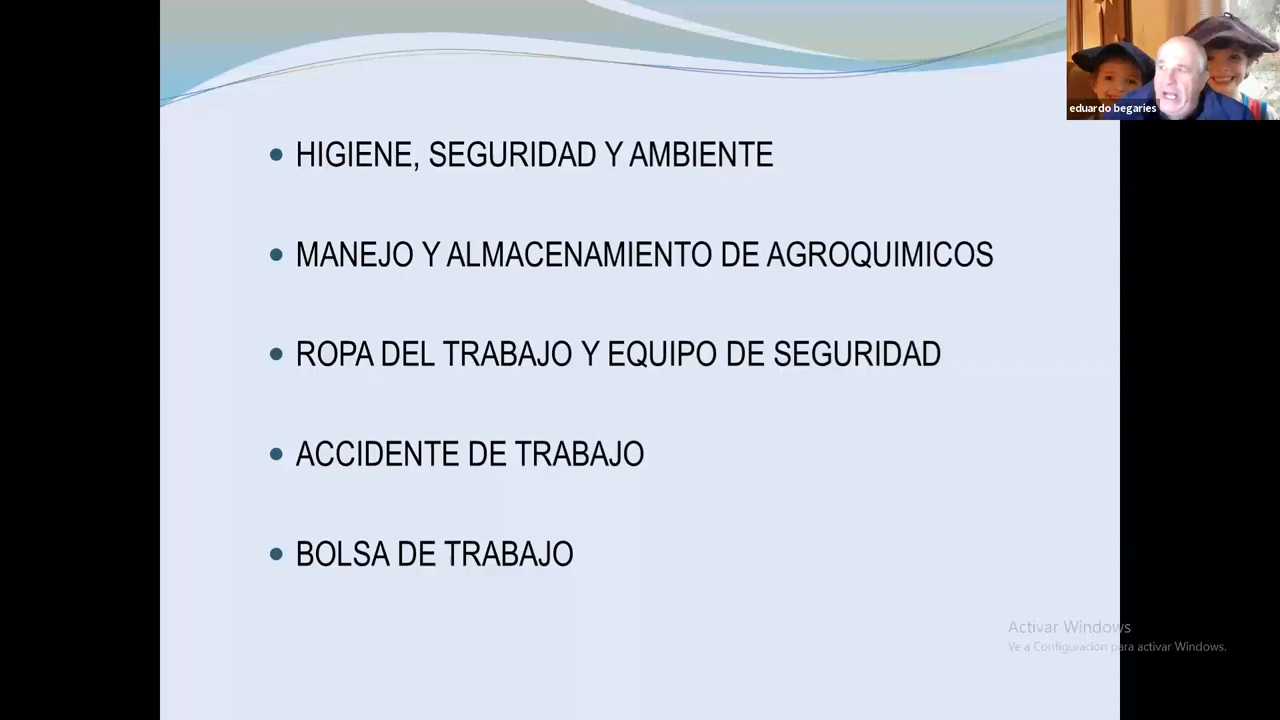 eduardo begaries
HIGIENE, SEGURIDAD Y AMBIENTE
MANEJO Y ALMACENAMIENTO DE AGROQUIMICOS
ROPA DEL TRABAJO Y EQUIPO DE SEGURIDAD
ACCIDENTE DE TRABAJO
BOLSA DE TRABAJO
Activar Windows
Ve a Configuración para activar Windows.